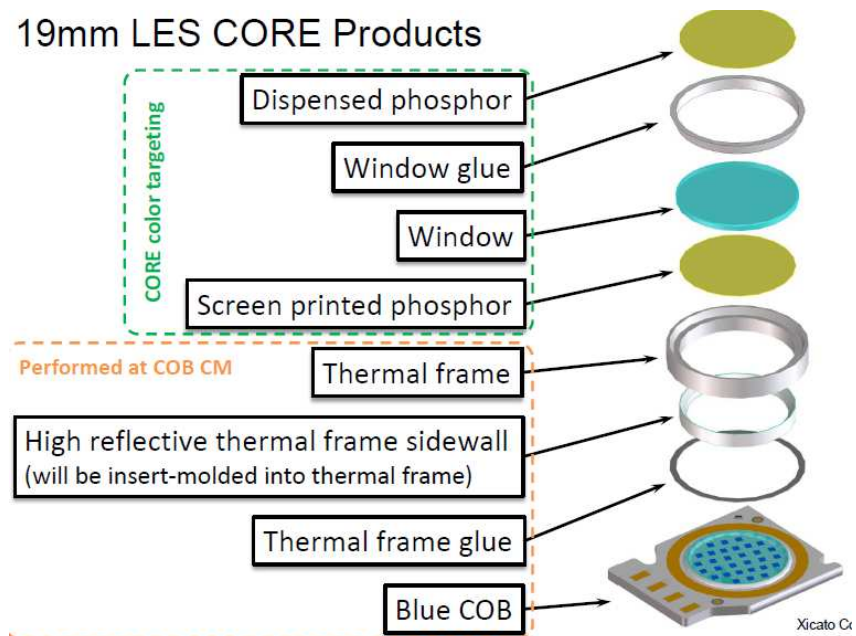 19mm LES CORE Products
CORE color targeting
Dispensed phosphor
Window glue
Window
Screen printed phosphor
Performed at COB CM
Thermal frame
High reflective thermal frame sidewall
(will be insert-molded into thermal frame)
Thermal frame glue
Blue COB
Xicato Co